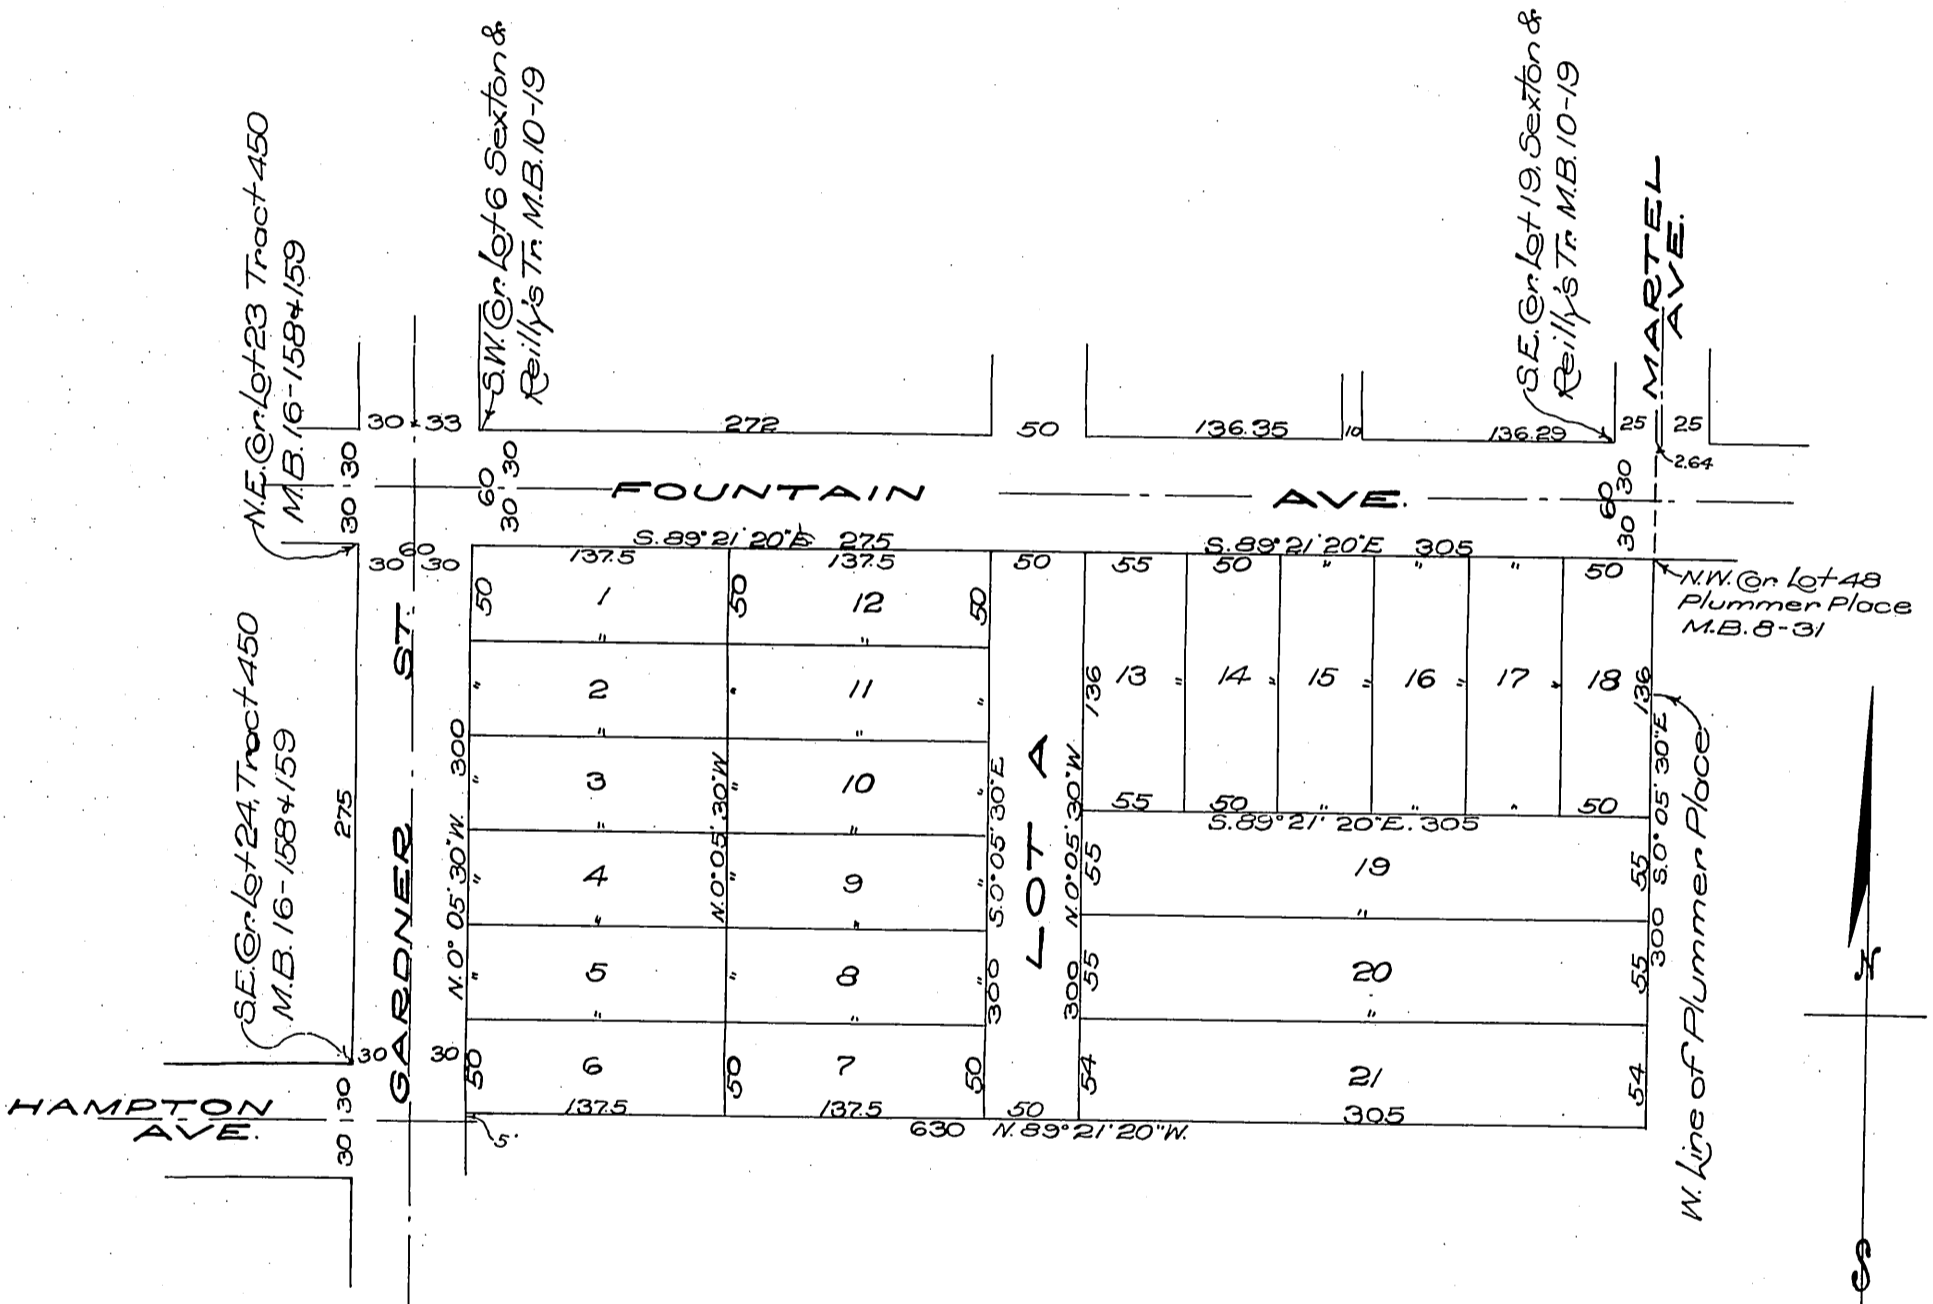 N.E. Cor. Lot 23 Tract 450
M.B. 16-158&159
S.W. Cor. Lot 6 Sexton &
Reilly's Tr. M.B. 10-19
S.E. Cor. Lot 19, Sexton &
Reilly's Tr. M.B. 10-19
MARTEL
AVE.
30 33 272 50 136.35 10 136.29 25 25
2.64
30 30
60
30 30
FOUNTAIN AVE.
60
30 30
S.89°21'20"E 275
S.89°21'20"E 305
60
30 30
137.5 137.5 50 55 50 " " " 50
N.W. Cor. Lot 48
Plummer Place
M.B. 8-31
50 1 50 12 50
" "
" 2 " 11 "
" "
136 13 " 14 " 15 " 16 " 17 " 18 136
S.E. Cor. Lot 24, Tract 450
M.B. 16-158&159
275
GARDNER ST.
N.0°05'30"W. 300
" 3 " 10 "
" "
N.0°05'30"W
S.0°05'30"E
300
LOT A
N.0°05'30"W
300
55 50 " " " 50
S.89°21'20"E. 305
S.0°05'30"E
300
W. Line of Plummer Place
" 4 " 9 "
" "
55 19 55
"
" 5 " 8 "
" "
55 20 55
"
30 30
50 6 50 7 50
54 21 54
137.5 137.5 50 305
630 N.89°21'20"W.
5'
HAMPTON
AVE.
30 30
N
S